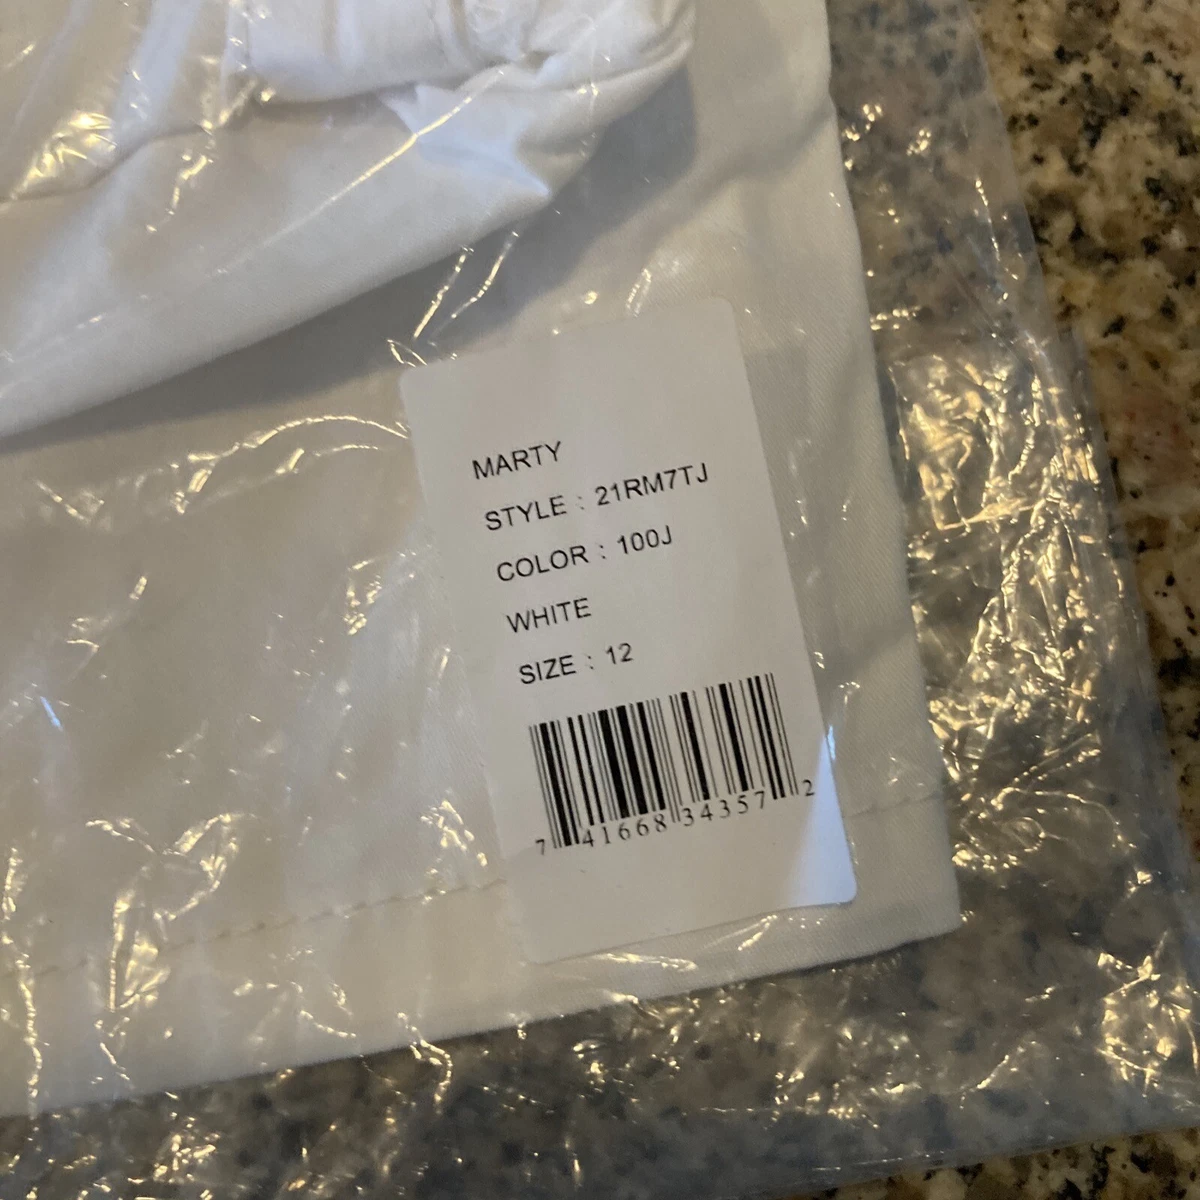 MARTY
STYLE : 21RM7TJ
COLOR : 100J
WHITE
SIZE : 12
7 41668 34357 2